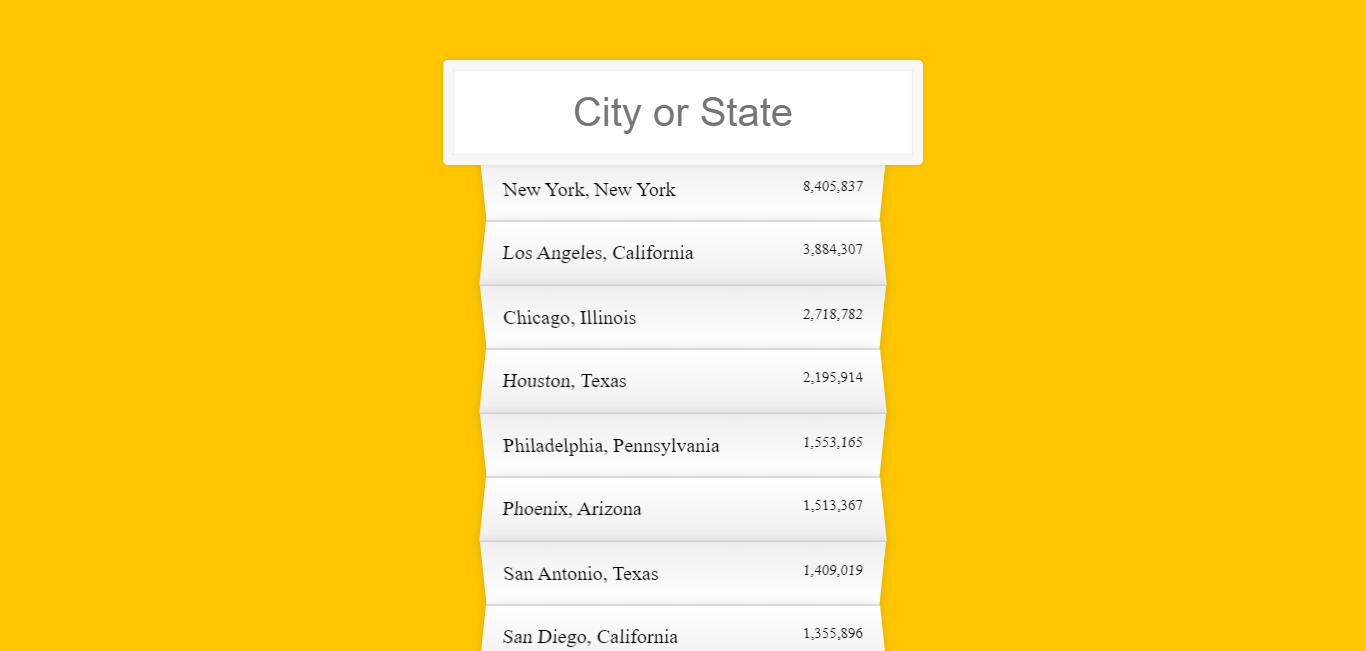 City or State
New York, New York 8,405,837
Los Angeles, California 3,884,307
Chicago, Illinois 2,718,782
Houston, Texas 2,195,914
Philadelphia, Pennsylvania 1,553,165
Phoenix, Arizona 1,513,367
San Antonio, Texas 1,409,019
San Diego, California 1,355,896